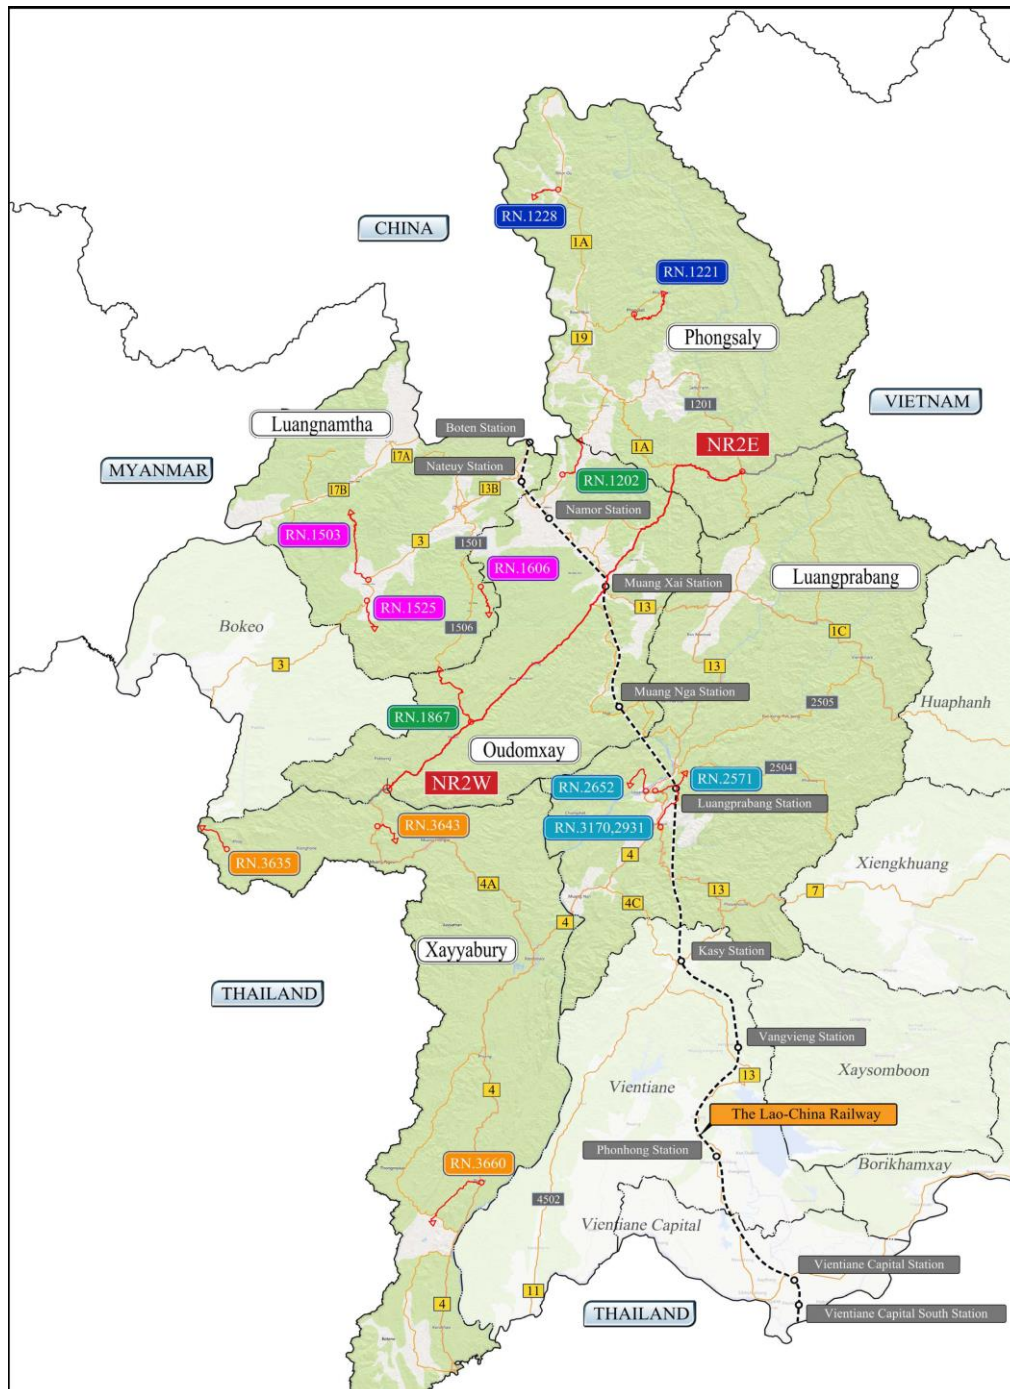 RN.1228
CHINA
1A
RN.1221
19
Phongsaly
VIETNAM
1201
Luangnamtha
Boten Station
NR2E
1A
17A
MYANMAR
Nateuy Station
RN.1202
17B
13B
Namor Station
RN.1503
3
1501
RN.1606
Muang Xai Station
Luangprabang
RN.1525
13
Bokeo
1506
1C
3
13
Muang Nga Station
Huaphanh
2505
RN.1867
Oudomxay
2504
NR2W
RN.2652
RN.2571
Luangprabang Station
RN.3643
RN.3170,2931
RN.3635
4
Xiengkhuang
4A
13
7
4C
4
Xayyabury
Kasy Station
THAILAND
Vangvieng Station
Xaysomboon
13
Vientiane
4
The Lao-China Railway
Phonhong Station
RN.3660
Borikhamxay
4502
Vientiane Capital
Vientiane Capital Station
11
4
THAILAND
Vientiane Capital South Station